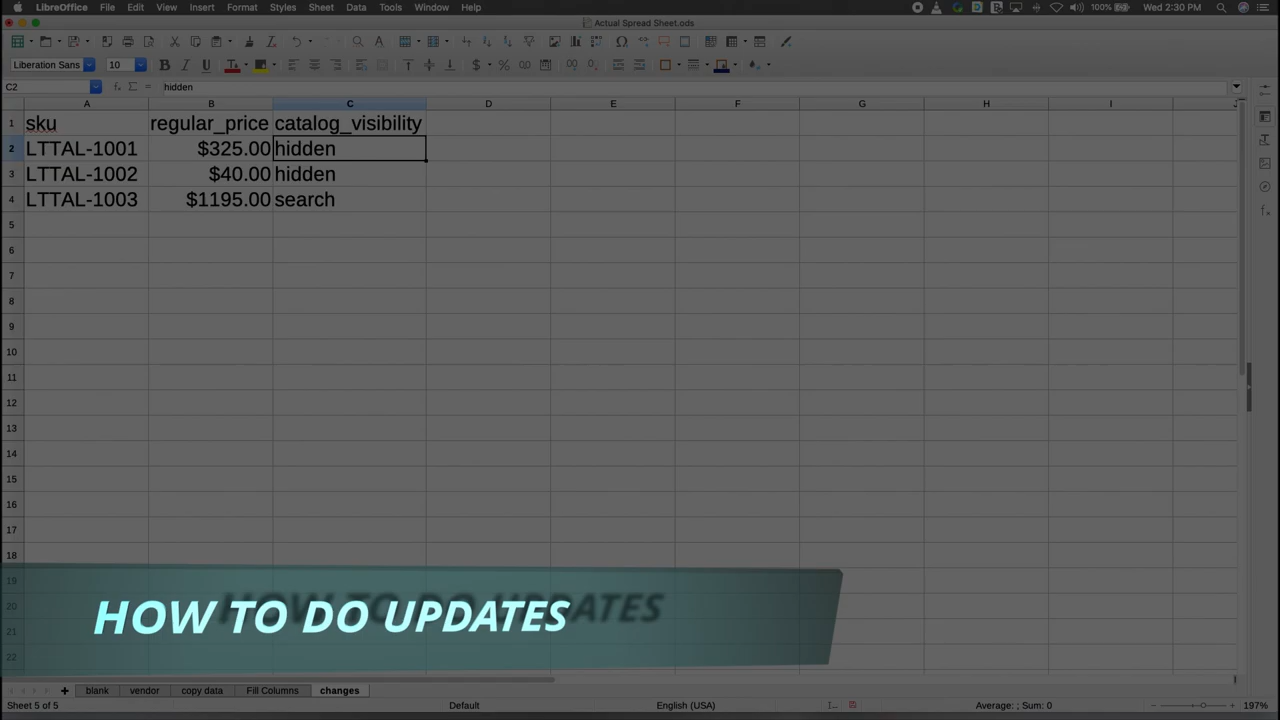 LibreOffice File Edit View Insert Format Styles Sheet Data Tools Window Help 100% Wed 2:30 PM
Actual Spread Sheet.ods
Liberation Sans 10
C2 hidden
A B C D E F G H I
1 sku regular_price catalog_visibility
2 LTTAL-1001 $325.00 hidden
3 LTTAL-1002 $40.00 hidden
4 LTTAL-1003 $1195.00 search
5
6
7
8
9
10
11
12
13
14
15
16
17
18
19
20
21
22
HOW TO DO UPDATES
blank vendor copy data Fill Columns changes
Sheet 5 of 5 Default English (USA) Average: ; Sum: 0 197%